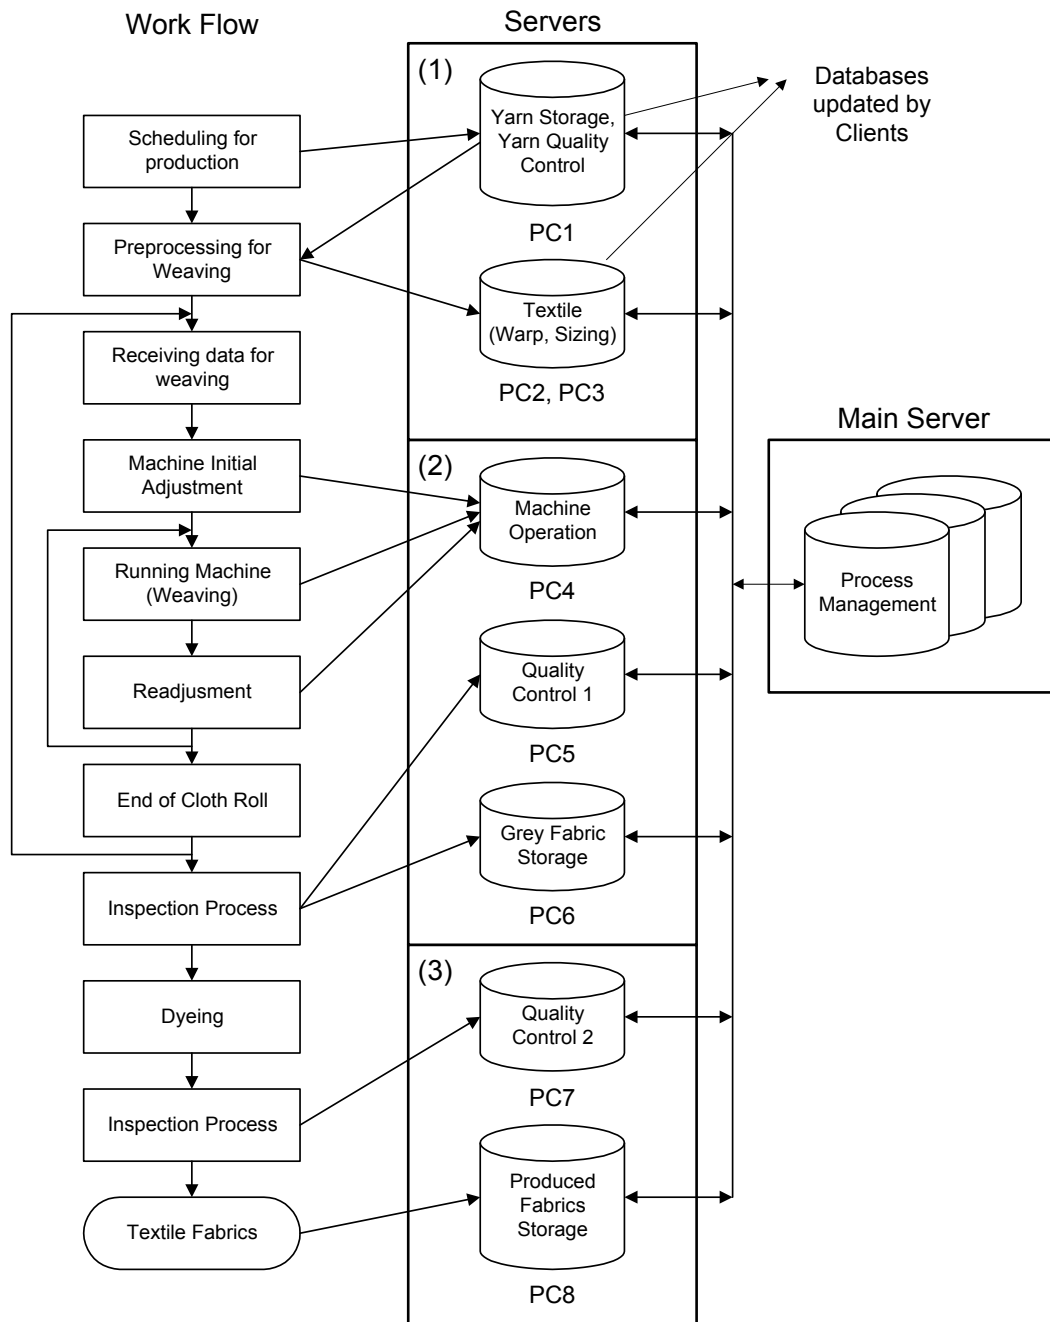 Work Flow
Servers
(1)
Yarn Storage,
Yarn Quality
Control
PC1
Databases
updated by
Clients
Scheduling for
production
Preprocessing for
Weaving
Textile
(Warp, Sizing)
PC2, PC3
Receiving data for
weaving
Main Server
Process
Management
Machine Initial
Adjustment
(2)
Machine
Operation
PC4
Running Machine
(Weaving)
Readjusment
Quality
Control 1
PC5
End of Cloth Roll
Grey Fabric
Storage
PC6
Inspection Process
(3)
Dyeing
Quality
Control 2
PC7
Inspection Process
Produced
Fabrics
Storage
PC8
Textile Fabrics